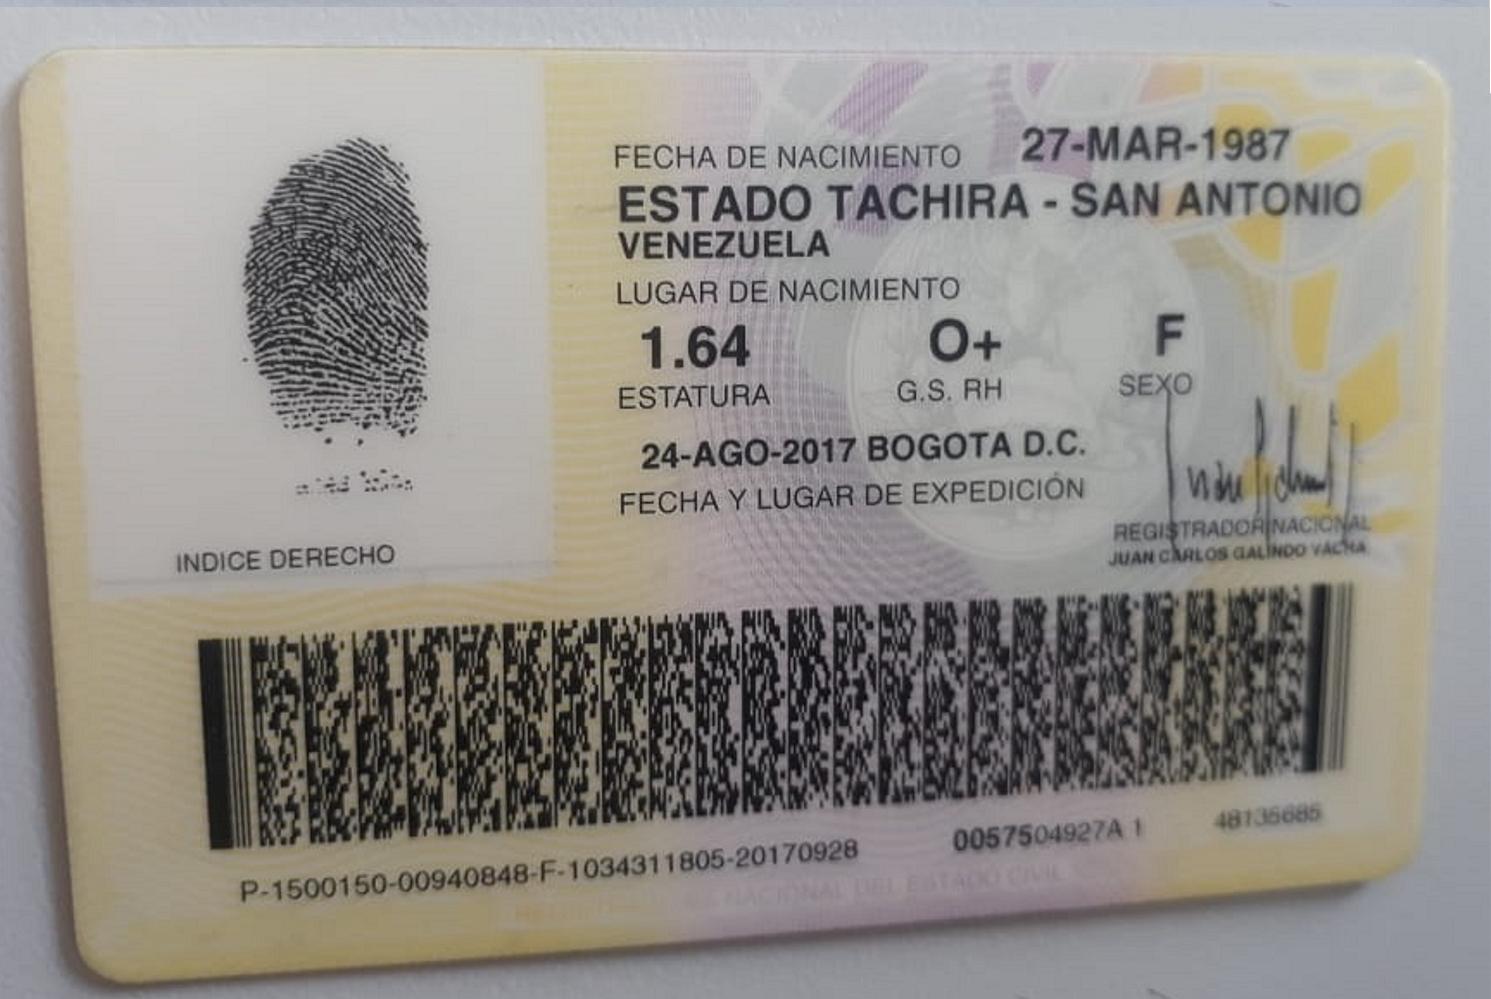 FECHA DE NACIMIENTO 27-MAR-1987
ESTADO TACHIRA - SAN ANTONIO
VENEZUELA
LUGAR DE NACIMIENTO
1.64 O+ F
ESTATURA G.S. RH SEXO
24-AGO-2017 BOGOTA D.C.
FECHA Y LUGAR DE EXPEDICIÓN
INDICE DERECHO
REGISTRADOR NACIONAL
JUAN CARLOS GALINDO VACHA
P-1500150-00940848-F-1034311805-20170928 0057504927A 1 48135685
NACIONAL DEL ESTADO CIVIL